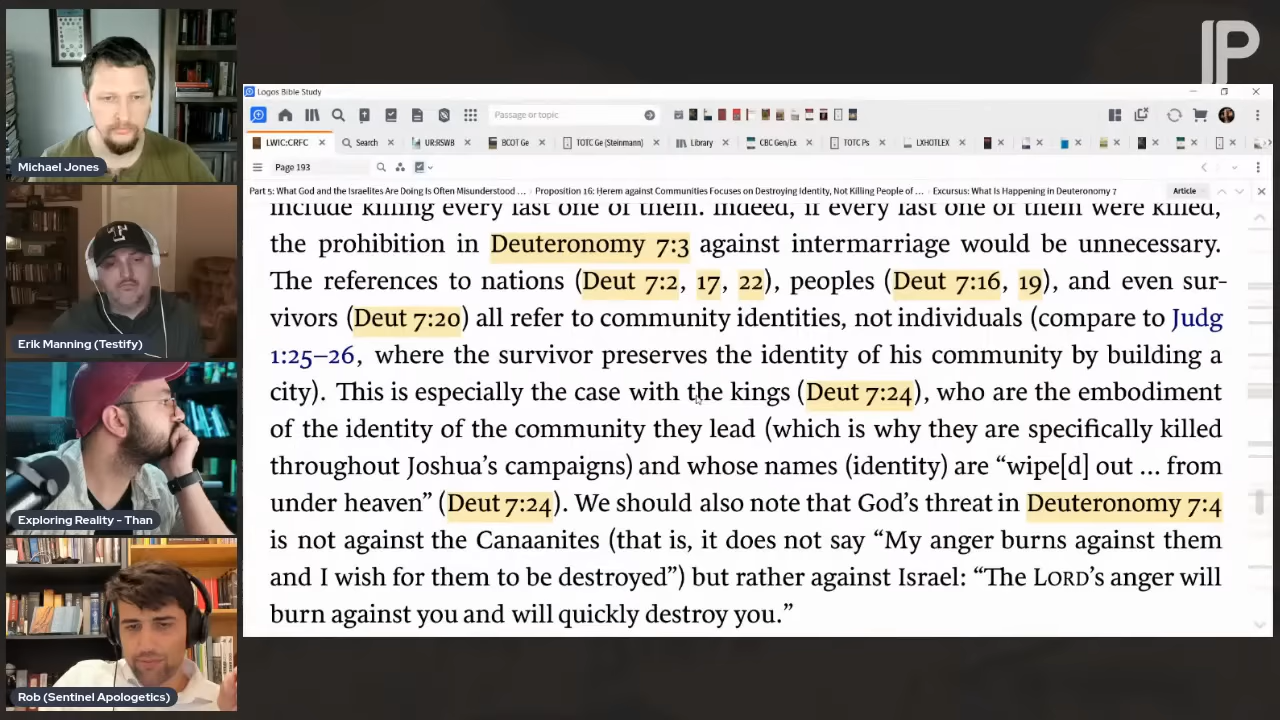 IP
Michael Jones
Erik Manning (Testify)
Exploring Reality - Than
Rob (Sentinel Apologetics)
Logos Bible Study
Passage or topic
LWIC:CRFC
Search
UR:RSWB
BCOT Ge
TOTC Ge (Steinmann)
Library
CBC Gen/Ex
TOTC Ps
LXHOTLEX
Page 193
Part 5: What God and the Israelites Are Doing Is Often Misunderstood ... Proposition 16: Ḥerem against Communities Focuses on Destroying Identity, Not Killing People of ... Excursus: What Is Happening in Deuteronomy 7
Article
include killing every last one of them. Indeed, if every last one of them were killed,
the prohibition in Deuteronomy 7:3 against intermarriage would be unnecessary.
The references to nations (Deut 7:2, 17, 22), peoples (Deut 7:16, 19), and even sur-
vivors (Deut 7:20) all refer to community identities, not individuals (compare to Judg
1:25–26, where the survivor preserves the identity of his community by building a
city). This is especially the case with the kings (Deut 7:24), who are the embodiment
of the identity of the community they lead (which is why they are specifically killed
throughout Joshua’s campaigns) and whose names (identity) are “wipe[d] out ... from
under heaven” (Deut 7:24). We should also note that God’s threat in Deuteronomy 7:4
is not against the Canaanites (that is, it does not say “My anger burns against them
and I wish for them to be destroyed”) but rather against Israel: “The LORD’s anger will
burn against you and will quickly destroy you.”